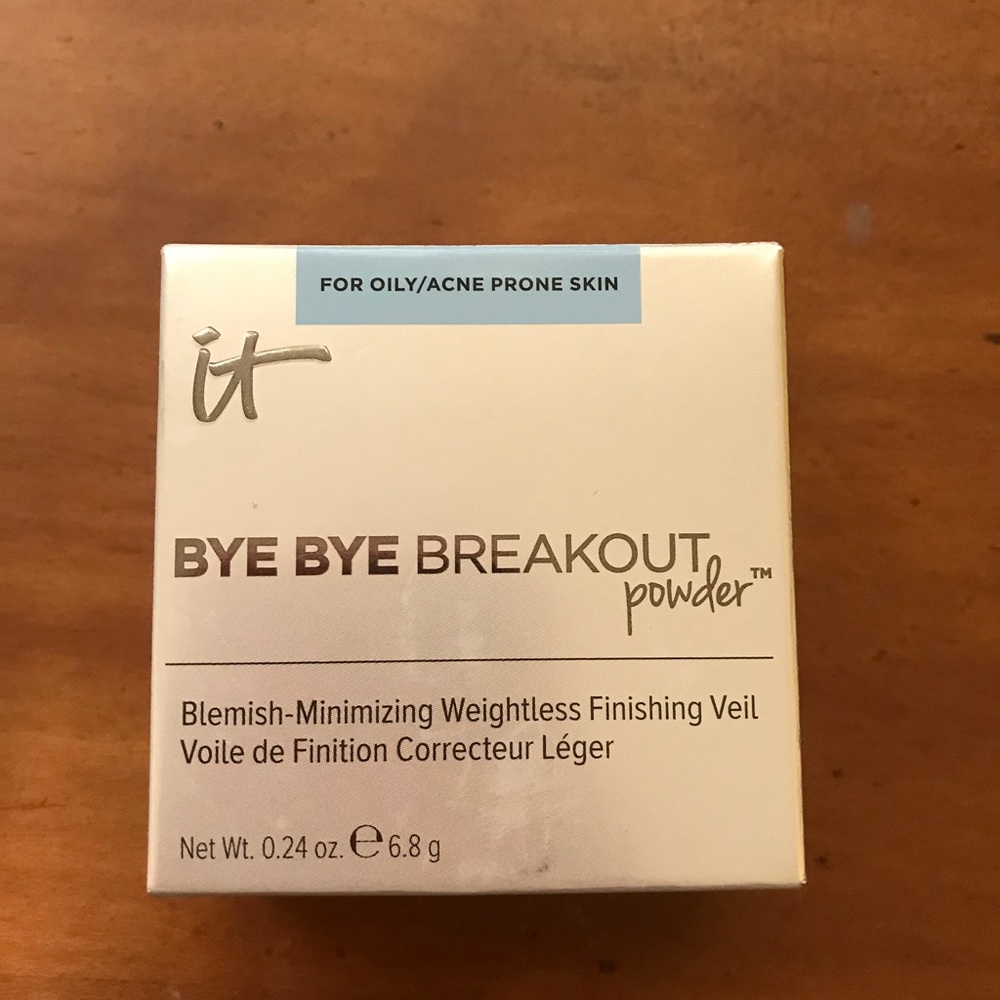 FOR OILY/ACNE PRONE SKIN
it
BYE BYE BREAKOUT
powder™
Blemish-Minimizing Weightless Finishing Veil
Voile de Finition Correcteur Léger
Net Wt. 0.24 oz. ℮ 6.8 g